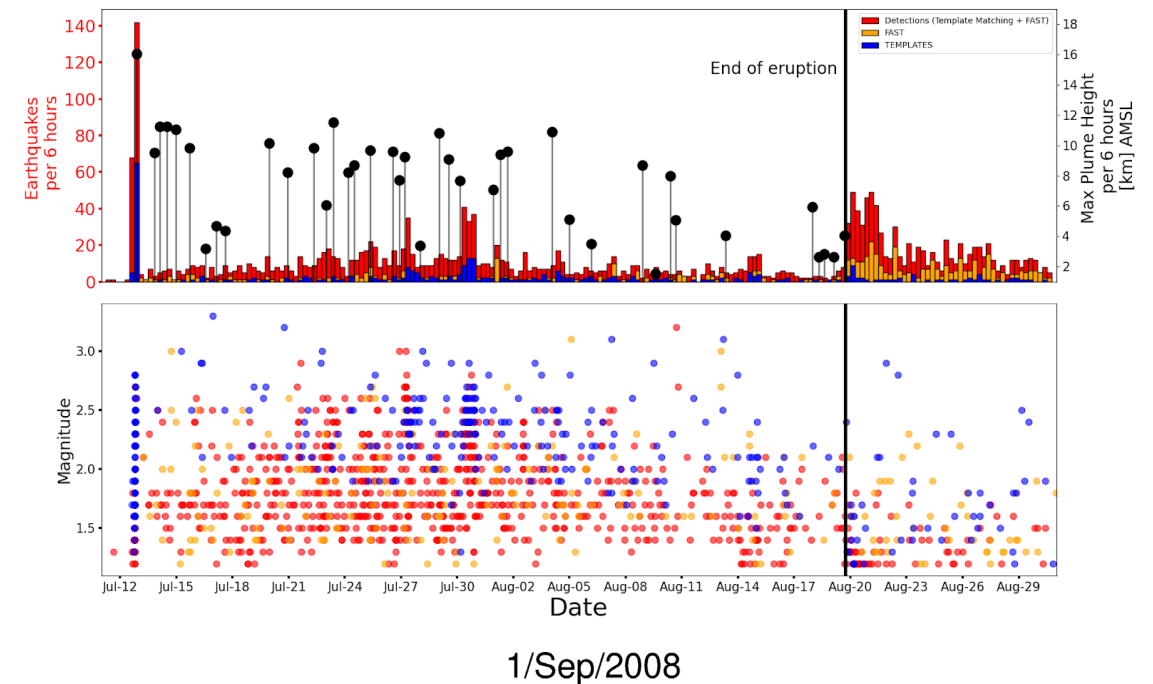 140
120
100
80
60
40
20
0
Earthquakes
per 6 hours
Detections (Template Matching + FAST)
FAST
TEMPLATES
End of eruption
18
16
14
12
10
8
6
4
2
Max Plume Height
per 6 hours
[km] AMSL
3.0
2.5
2.0
1.5
Magnitude
Jul-12 Jul-15 Jul-18 Jul-21 Jul-24 Jul-27 Jul-30 Aug-02 Aug-05 Aug-08 Aug-11 Aug-14 Aug-17 Aug-20 Aug-23 Aug-26 Aug-29
Date
1/Sep/2008